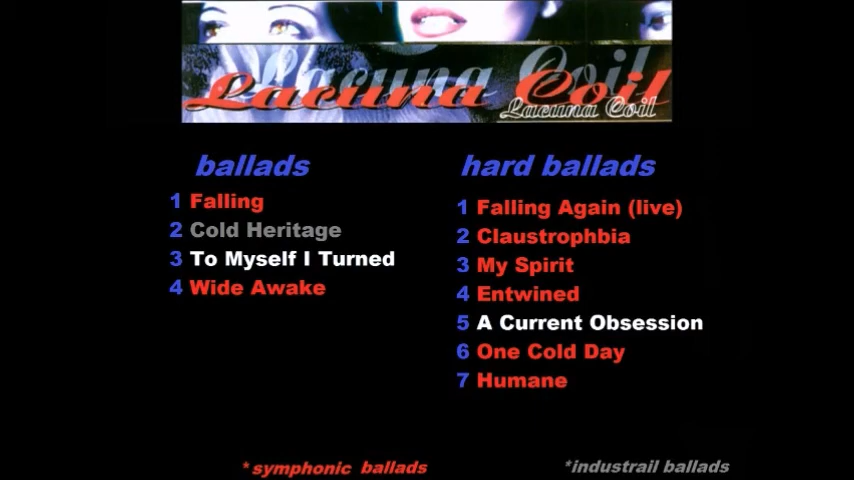 Lacuna Coil
Lacuna Coil
Lacuna Coil
ballads
1 Falling
2 Cold Heritage
3 To Myself I Turned
4 Wide Awake
hard ballads
1 Falling Again (live)
2 Claustrophbia
3 My Spirit
4 Entwined
5 A Current Obsession
6 One Cold Day
7 Humane
*symphonic ballads
*industrail ballads